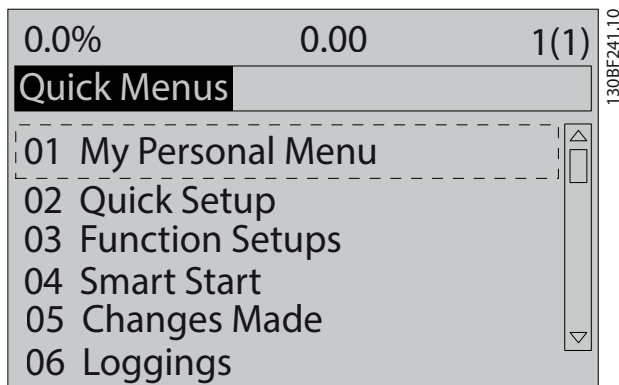 0.0% 0.00 1(1)
Quick Menus
01 My Personal Menu
02 Quick Setup
03 Function Setups
04 Smart Start
05 Changes Made
06 Loggings
130BF241.10